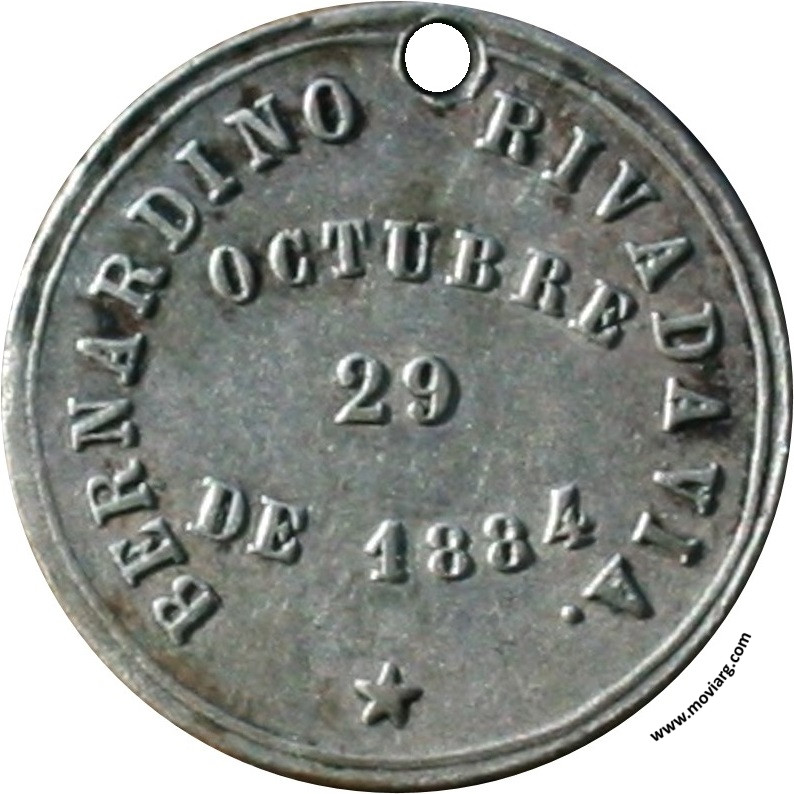 BERNARDINO RIVADAVIA.
OCTUBRE
29
DE 1884
www.moviarg.com